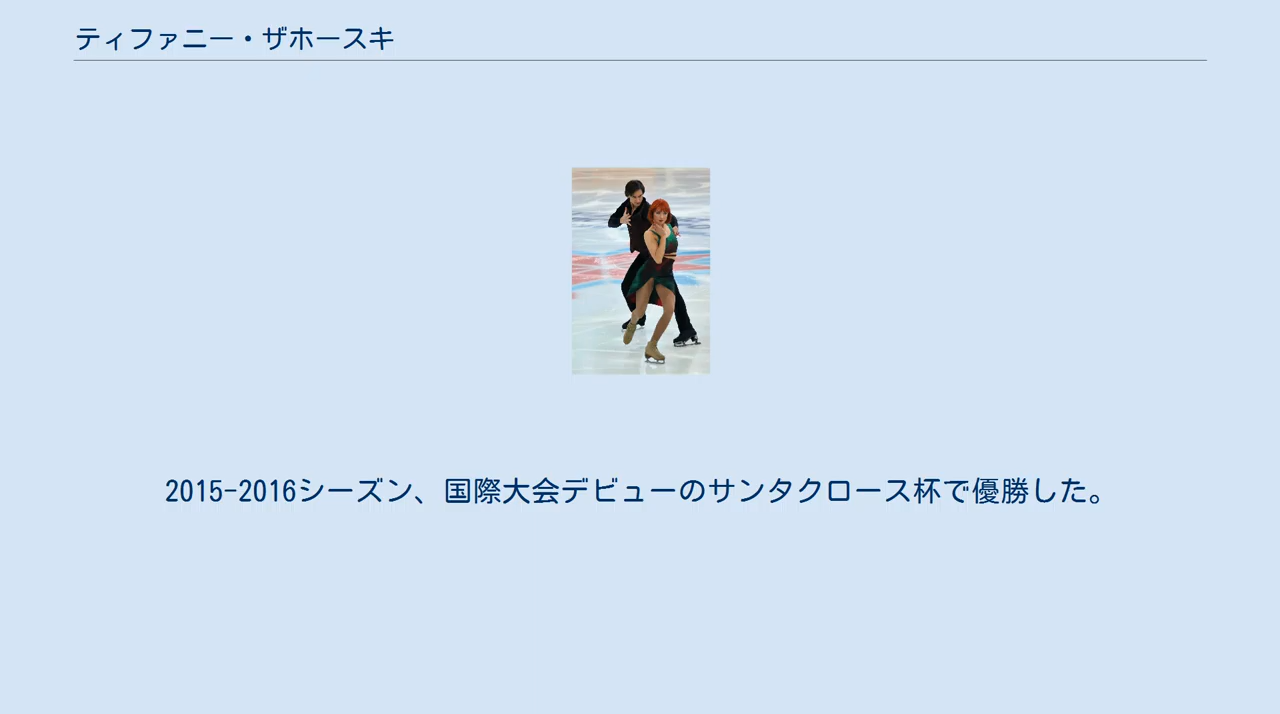 ティファニー・ザホースキ
2015-2016シーズン、国際大会デビューのサンタクロース杯で優勝した。